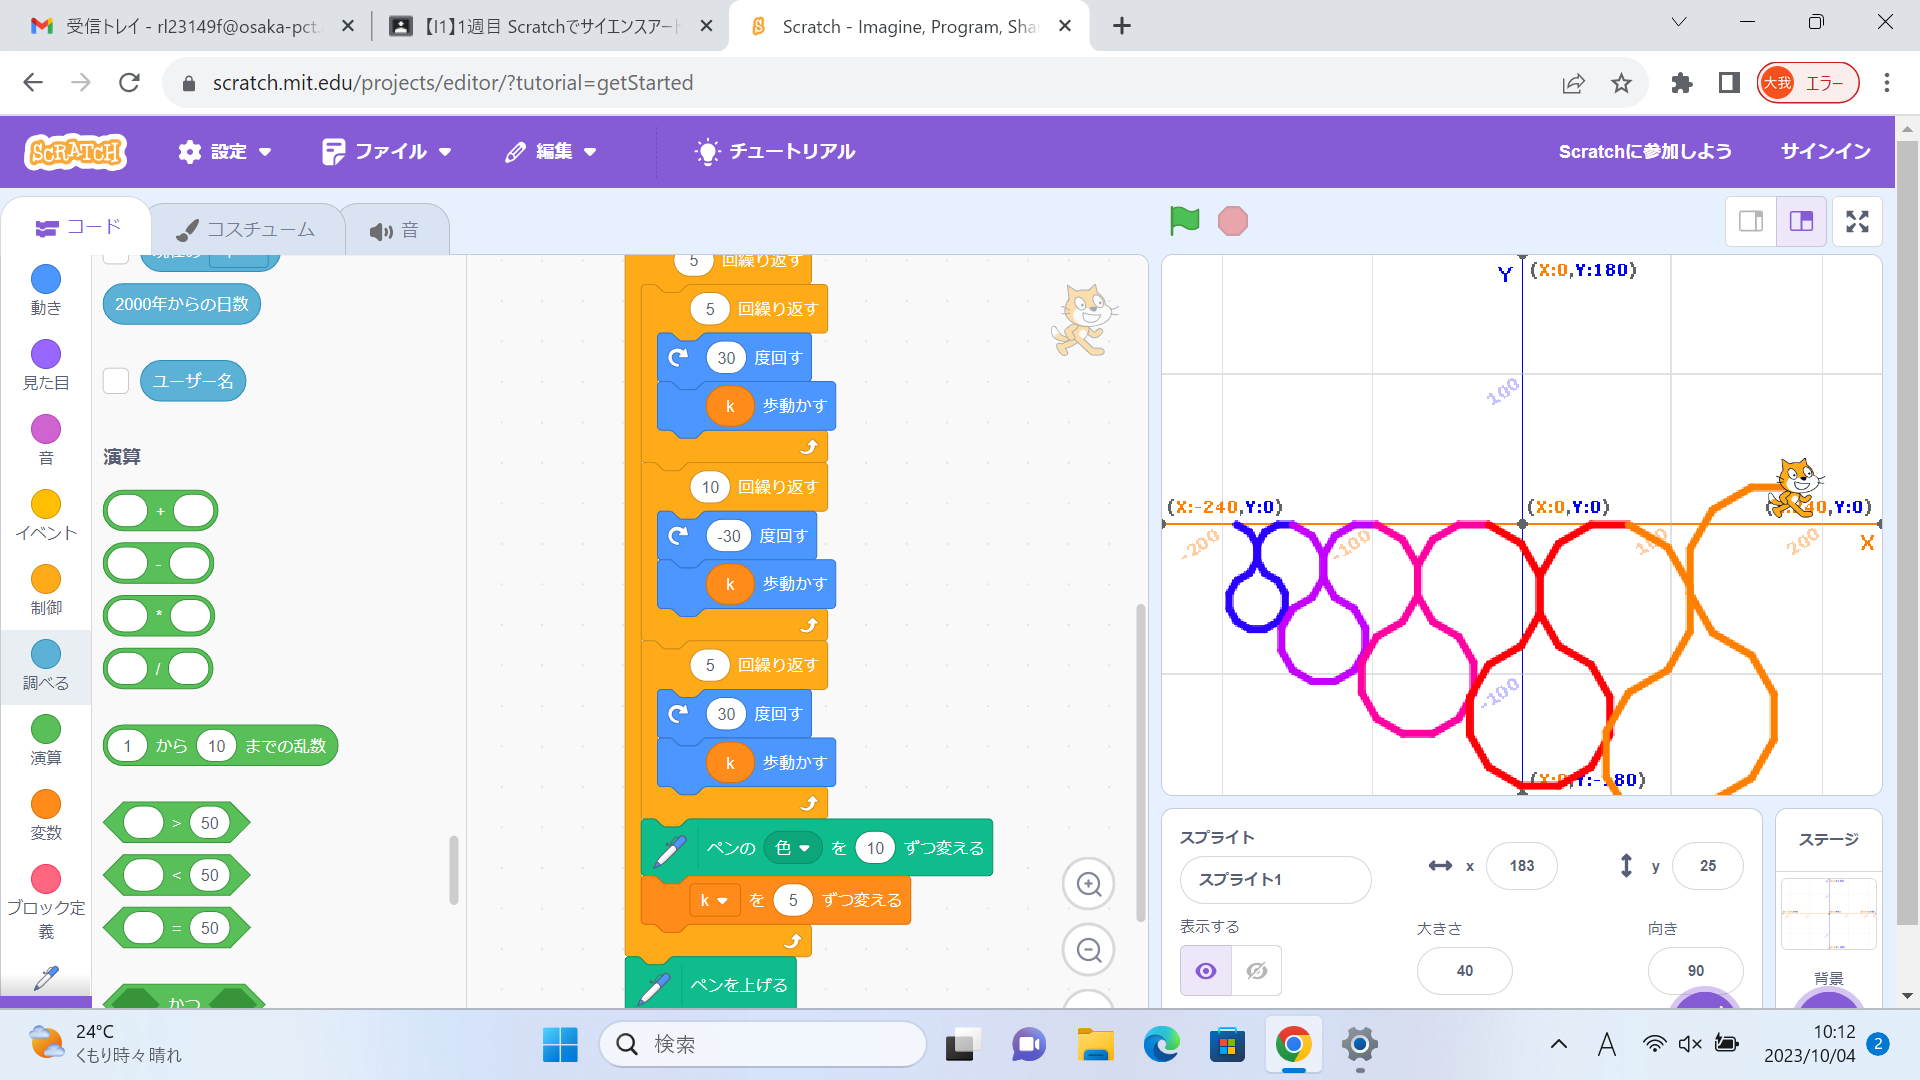 受信トレイ - rl23149f@osaka-pct.
【I1】1週目 Scratchでサイエンスアート
Scratch - Imagine, Program, Sha
scratch.mit.edu/projects/editor/?tutorial=getStarted
大我 エラー
SCRATCH
設定
ファイル
編集
チュートリアル
Scratchに参加しよう
サインイン
コード
コスチューム
音
動き
見た目
音
イベント
制御
調べる
演算
変数
ブロック定
義
2000年からの日数
ユーザー名
演算
+
-
*
/
1 から 10 までの乱数
> 50
< 50
= 50
かつ
5 回繰り返す
5 回繰り返す
30 度回す
k 歩動かす
10 回繰り返す
-30 度回す
k 歩動かす
5 回繰り返す
30 度回す
k 歩動かす
ペンの 色 を 10 ずつ変える
k を 5 ずつ変える
ペンを上げる
Y (X:0,Y:180)
100
(X:-240,Y:0)
(X:0,Y:0)
40,Y:0)
-200
-100
200
X
-100
スプライト
スプライト1
x 183
y 25
表示する
大きさ
40
向き
90
ステージ
背景
24°C
くもり時々晴れ
検索
A
10:12
2023/10/04
2